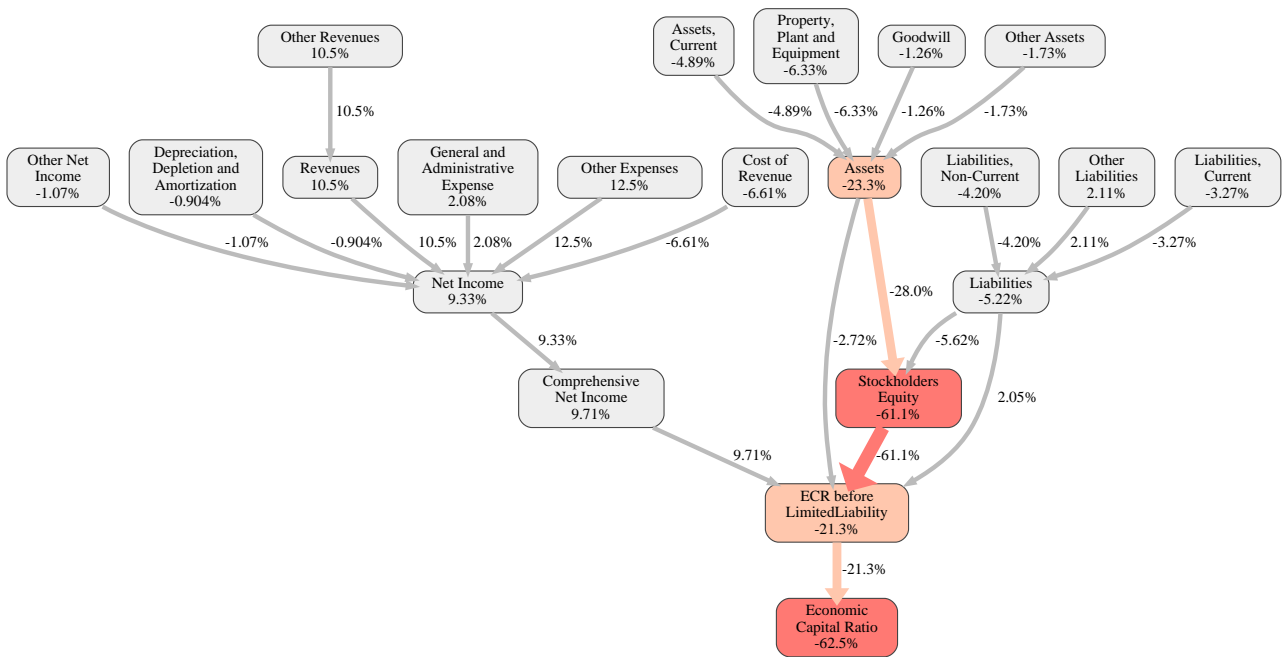 Other Revenues
10.5%
Assets,
Current
-4.89%
Property,
Plant and
Equipment
-6.33%
Goodwill
-1.26%
Other Assets
-1.73%
10.5%
-4.89%
-6.33%
-1.26%
-1.73%
Other Net
Income
-1.07%
Depreciation,
Depletion and
Amortization
-0.904%
Revenues
10.5%
General and
Administrative
Expense
2.08%
Other Expenses
12.5%
Cost of
Revenue
-6.61%
Assets
-23.3%
Liabilities,
Non-Current
-4.20%
Other
Liabilities
2.11%
Liabilities,
Current
-3.27%
-1.07%
-0.904%
10.5%
2.08%
12.5%
-6.61%
-4.20%
2.11%
-3.27%
Net Income
9.33%
-28.0%
Liabilities
-5.22%
9.33%
-2.72%
-5.62%
Comprehensive
Net Income
9.71%
Stockholders
Equity
-61.1%
2.05%
9.71%
-61.1%
ECR before
LimitedLiability
-21.3%
-21.3%
Economic
Capital Ratio
-62.5%